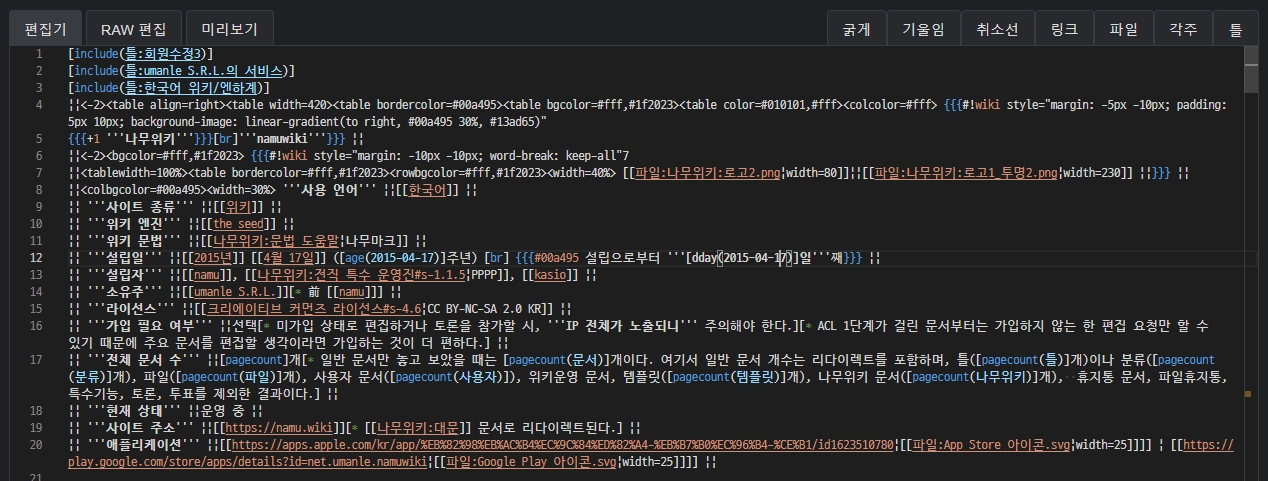 편집기 RAW 편집 미리보기 굵게 기울임 취소선 링크 파일 각주 틀
1 [include(틀:회원수정3)]
2 [include(틀:umanle S.R.L.의 서비스)]
3 [include(틀:한국어 위키/엔하계)]
4 ||<-2><table align=right><table width=420><table bordercolor=#00a495><table bgcolor=#fff,#1f2023><table color=#010101,#fff><colcolor=#fff> {{{#!wiki style="margin: -5px -10px; padding:
5px 10px; background-image: linear-gradient(to right, #00a495 30%, #13ad65)"
5 {{{+1 '''나무위키'''}}}[br]'''namuwiki'''}}} ||
6 ||<-2><bgcolor=#fff,#1f2023> {{{#!wiki style="margin: -10px -10px; word-break: keep-all"7
7 ||<tablewidth=100%><table bordercolor=#fff,#1f2023><rowbgcolor=#fff,#1f2023><width=40%> [[파일:나무위키:로고2.png|width=80]]||[[파일:나무위키:로고1_투명2.png|width=230]] ||}}} ||
8 ||<colbgcolor=#00a495><width=30%> '''사용 언어''' ||[[한국어]] ||
9 || '''사이트 종류''' ||[[위키]] ||
10 || '''위키 엔진''' ||[[the seed]] ||
11 || '''위키 문법''' ||[[나무위키:문법 도움말|나무마크]] ||
12 || '''설립일''' ||[[2015년]] [[4월 17일]] ([age(2015-04-17)]주년) [br] {{{#00a495 설립으로부터 '''[dday(2015-04-17)]일'''째}}} ||
13 || '''설립자''' ||[[namu]], [[나무위키:전직 특수 운영진#s-1.1.5|PPPP]], [[kasio]] ||
14 || '''소유주''' ||[[umanle S.R.L.]][* 前 [[namu]]] ||
15 || '''라이선스''' ||[[크리에이티브 커먼즈 라이선스#s-4.6|CC BY-NC-SA 2.0 KR]] ||
16 || '''가입 필요 여부''' ||선택[* 미가입 상태로 편집하거나 토론을 참가할 시, '''IP 전체가 노출되니''' 주의해야 한다.][* ACL 1단계가 걸린 문서부터는 가입하지 않는 한 편집 요청만 할 수
있기 때문에 주요 문서를 편집할 생각이라면 가입하는 것이 더 편하다.] ||
17 || '''전체 문서 수''' ||[pagecount]개[* 일반 문서만 놓고 보았을 때는 [pagecount(문서)]개이다. 여기서 일반 문서 개수는 리다이렉트를 포함하며, 틀([pagecount(틀)]개)이나 분류([pagecount
(분류)]개), 파일([pagecount(파일)]개), 사용자 문서([pagecount(사용자)]), 위키운영 문서, 템플릿([pagecount(템플릿)]개), 나무위키 문서([pagecount(나무위키)]개), 휴지통 문서, 파일휴지통,
특수기능, 토론, 투표를 제외한 결과이다.] ||
18 || '''현재 상태''' ||운영 중 ||
19 || '''사이트 주소''' ||[[https://namu.wiki]][* [[나무위키:대문]] 문서로 리다이렉트된다.] ||
20 || '''애플리케이션''' ||[[https://apps.apple.com/kr/app/%EB%82%98%EB%AC%B4%EC%9C%84%ED%82%A4-%EB%B7%B0%EC%96%B4-%CE%B1/id1623510780|[[파일:App Store 아이콘.svg|width=25]]]] | [[https://
play.google.com/store/apps/details?id=net.umanle.namuwiki|[[파일:Google Play 아이콘.svg|width=25]]]] ||
21